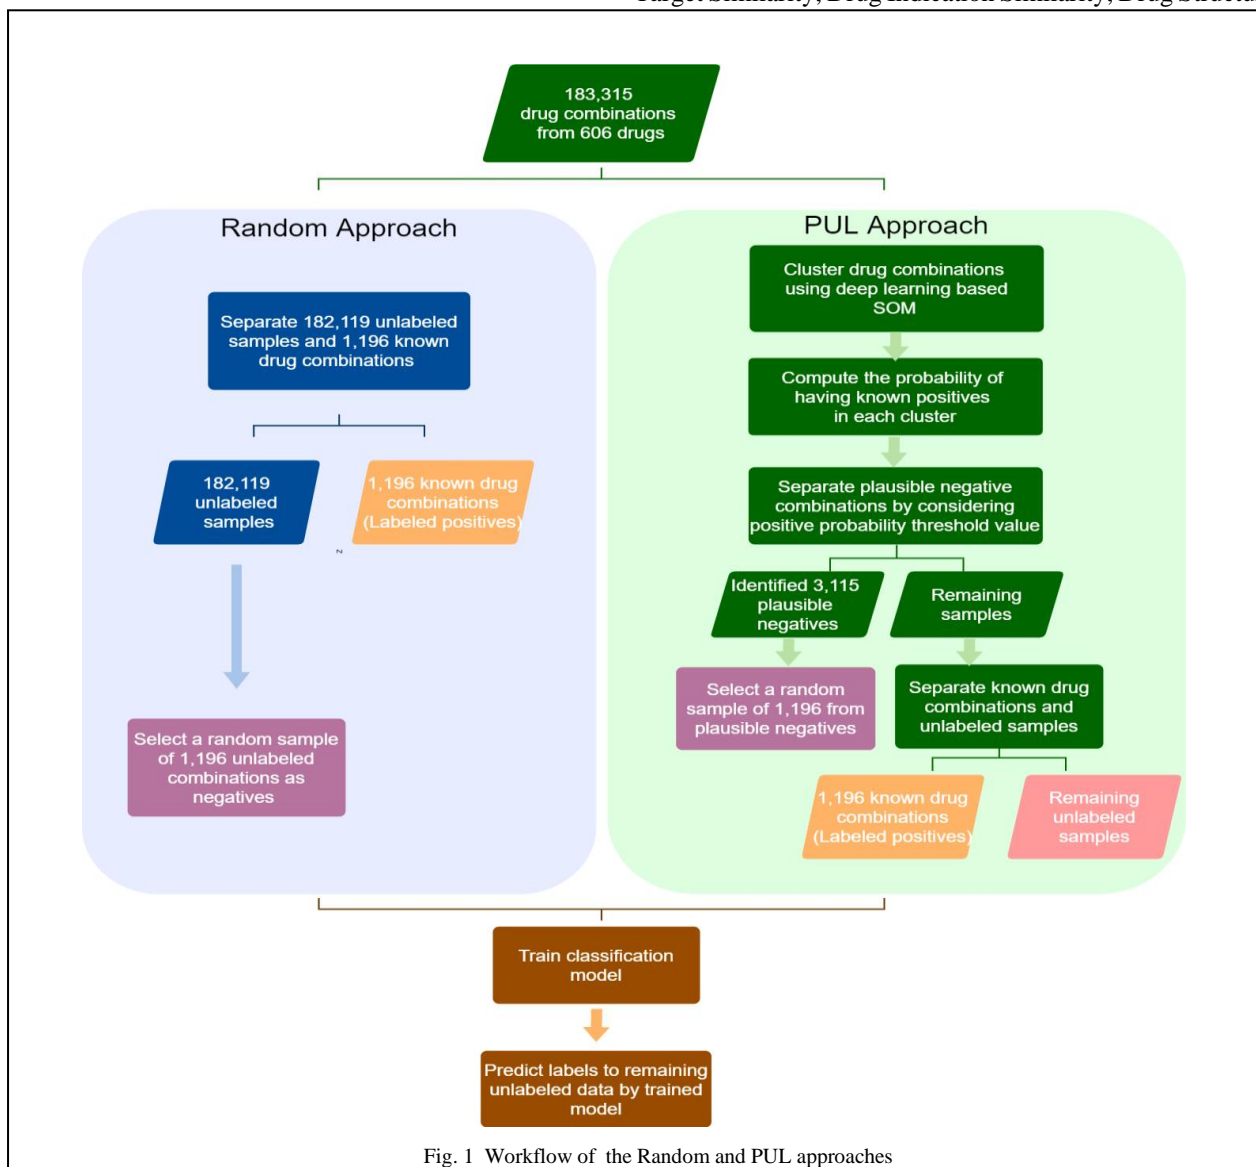 Target Similarity, Drug Indication Similarity, Drug
183,315
drug combinations
from 606 drugs
Random Approach
Separate 182,119 unlabeled
samples and 1,196 known
drug combinations
182,119
unlabeled
samples
1,196 known drug
combinations
(Labeled positives)
N
Select a random sample
of 1,196 unlabeled
combinations as
negatives
PUL Approach
Cluster drug combinations
using deep learning based
SOM
Compute the probability of
having known positives
in each cluster
Separate plausible negative
combinations by considering
positive probability threshold value
Identified 3,115
plausible
negatives
Remaining
samples
Select a random
sample of 1,196 from
plausible negatives
Separate known drug
combinations and
unlabeled samples
1,196 known drug
combinations
(Labeled positives)
Remaining
unlabeled
samples
Train classification
model
Predict labels to remaining
unlabeled data by trained
model
Fig. 1 Workflow of the Random and PUL approaches